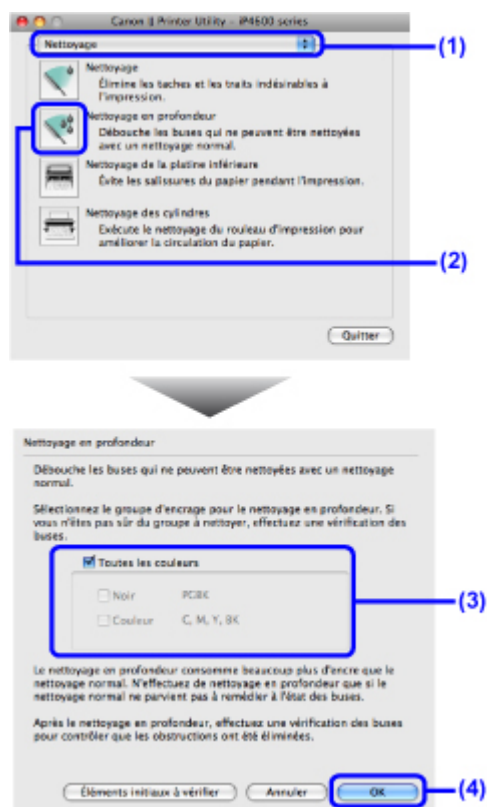 Canon IJ Printer Utility - iP4600 series
Nettoyage
(1)
Nettoyage
Élimine les taches et les traits indésirables à
l'impression.
Nettoyage en profondeur
Débouche les buses qui ne peuvent être nettoyées
avec un nettoyage normal.
Nettoyage de la platine inférieure
Évite les salissures du papier pendant l'impression.
Nettoyage des cylindres
Exécute le nettoyage du rouleau d'impression pour
améliorer la circulation du papier.
(2)
Quitter
Nettoyage en profondeur
Débouche les buses qui ne peuvent être nettoyées avec un nettoyage
normal.
Sélectionnez le groupe d'encrage pour le nettoyage en profondeur. Si
vous n'êtes pas sûr du groupe à nettoyer, effectuez une vérification des
buses.
Toutes les couleurs
Noir PGBK
Couleur C, M, Y, BK
(3)
Le nettoyage en profondeur consomme beaucoup plus d'encre que le
nettoyage normal. N'effectuez de nettoyage en profondeur que si le
nettoyage normal ne parvient pas à remédier à l'état des buses.
Après le nettoyage en profondeur, effectuez une vérification des buses
pour contrôler que les obstructions ont été éliminées.
Éléments initiaux à vérifier Annuler OK
(4)